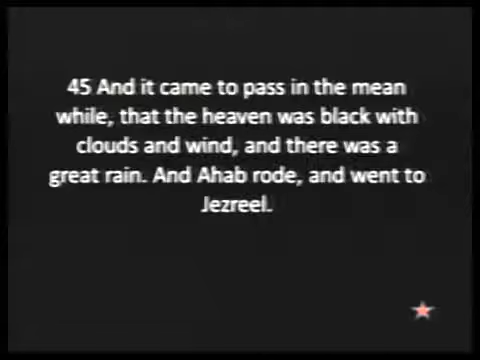 45 And it came to pass in the mean
while, that the heaven was black with
clouds and wind, and there was a
great rain. And Ahab rode, and went to
Jezreel.